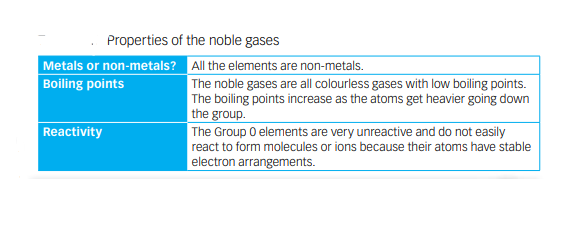 Properties of the noble gases
Metals or non-metals? All the elements are non-metals.
Boiling points The noble gases are all colourless gases with low boiling points.
The boiling points increase as the atoms get heavier going down
the group.
Reactivity The Group 0 elements are very unreactive and do not easily
react to form molecules or ions because their atoms have stable
electron arrangements.